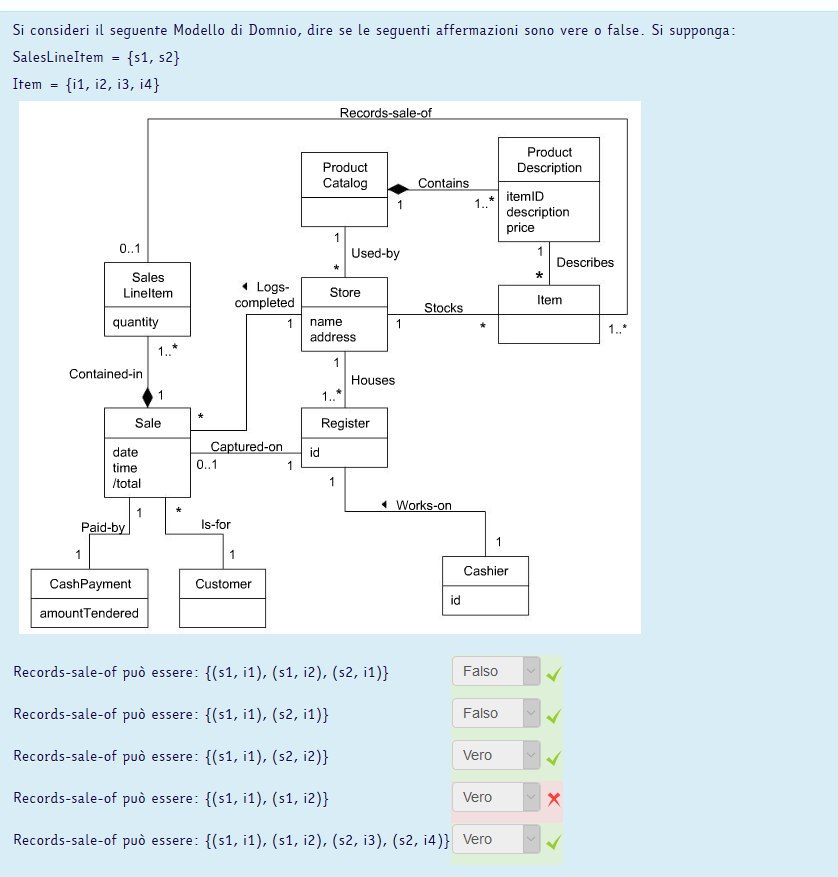 Si consideri il seguente Modello di Domnio, dire se le seguenti affermazioni sono vere o false. Si supponga:
SalesLineItem = {s1, s2}
Item = {i1, i2, i3, i4}
Records-sale-of
Product
Catalog
Contains
1
1..*
Product
Description
itemID
description
price
1
Used-by
*
1
Describes
*
0..1
Sales
LineItem
quantity
Logs-
completed
1
Store
name
address
1
Stocks
*
Item
1..*
1..*
Contained-in
1
1
Houses
1..*
Sale
date
time
/total
*
Captured-on
0..1
1
Register
id
1
Works-on
1
Paid-by
1
1
*
Is-for
1
CashPayment
amountTendered
Customer
Cashier
id
Records-sale-of può essere: {(s1, i1), (s1, i2), (s2, i1)} Falso
Records-sale-of può essere: {(s1, i1), (s2, i1)} Falso
Records-sale-of può essere: {(s1, i1), (s2, i2)} Vero
Records-sale-of può essere: {(s1, i1), (s1, i2)} Vero
Records-sale-of può essere: {(s1, i1), (s1, i2), (s2, i3), (s2, i4)} Vero